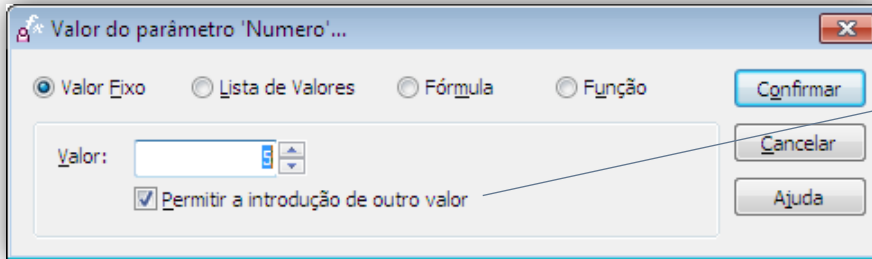 Valor do parâmetro 'Numero'...
Valor Fixo Lista de Valores Fórmula Função
Confirmar
Valor: 5
Cancelar
Permitir a introdução de outro valor
Ajuda